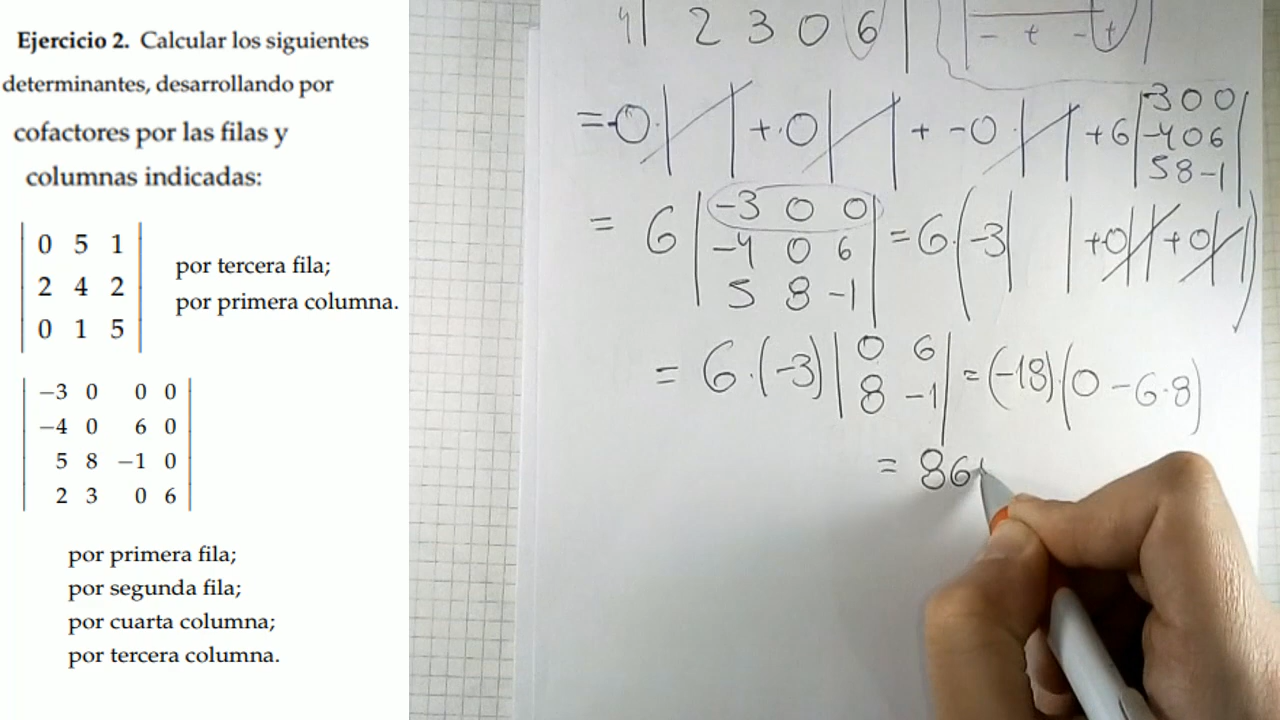 Ejercicio 2. Calcular los siguientes
determinantes, desarrollando por
cofactores por las filas y
columnas indicadas:
0 5 1
2 4 2
0 1 5
por tercera fila;
por primera columna.
−3 0 0 0
−4 0 6 0
5 8 −1 0
2 3 0 6
por primera fila;
por segunda fila;
por cuarta columna;
por tercera columna.
2 3 0 6 |
− + − +
= -0·| | + ·0| | + -0·| | + 6 |-3 0 0|
|-4 0 6|
|5 8 -1|
= 6 |-3 0 0| = 6·(-3| | +0| | +0| |)
|-4 0 6|
|5 8 -1|
= 6·(-3) |0 6| = (-18)·(0 - 6·8)
|8 -1|
= 86